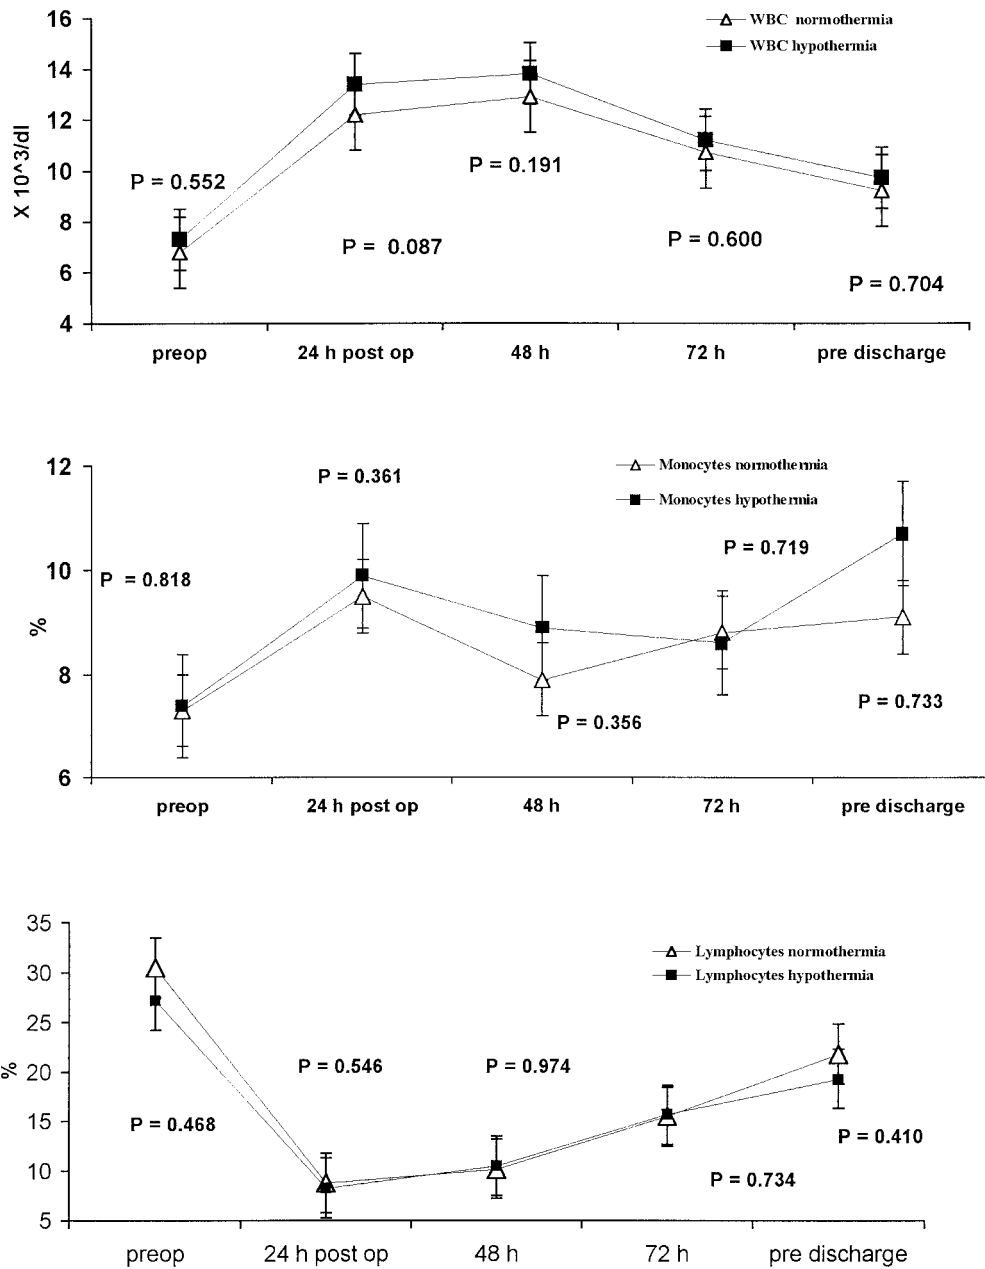 16
WBC normothermia
WBC hypothermia
14
12
X 10^3/dl
10
P = 0.552
P = 0.191
8
P = 0.087
P = 0.600
6
P = 0.704
4
preop 24 h post op 48 h 72 h pre discharge
12
Monocytes normothermia
P = 0.361
Monocytes hypothermia
P = 0.719
10
P = 0.818
%
8
P = 0.733
P = 0.356
6
preop 24 h post op 48 h 72 h pre discharge
35
Lymphocytes normothermia
30
Lymphocytes hypothermia
25
%
20
P = 0.546
P = 0.974
15
P = 0.468
P = 0.410
10
P = 0.734
5
preop 24 h post op 48 h 72 h pre discharge